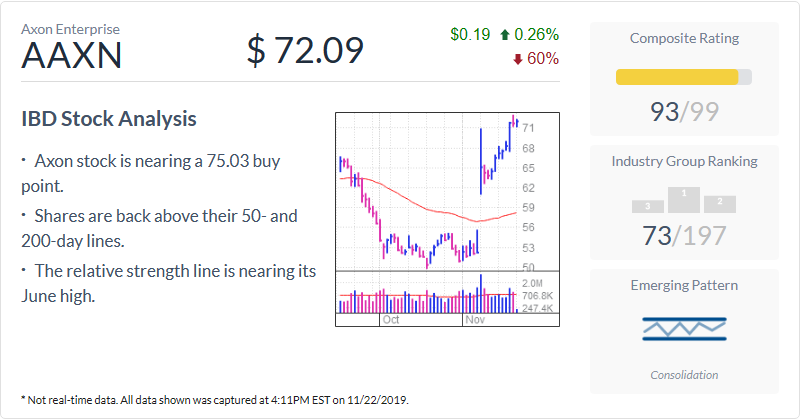 Axon Enterprise
AAXN
$ 72.09
$0.19 0.26%
60%
IBD Stock Analysis
· Axon stock is nearing a 75.03 buy
point.
· Shares are back above their 50- and
200-day lines.
· The relative strength line is nearing its
June high.
71
68
65
62
59
56
53
50
2.0M
706.8K
247.4K
Oct
Nov
Composite Rating
93/99
Industry Group Ranking
3 1 2
73/197
Emerging Pattern
Consolidation
* Not real-time data. All data shown was captured at 4:11PM EST on 11/22/2019.